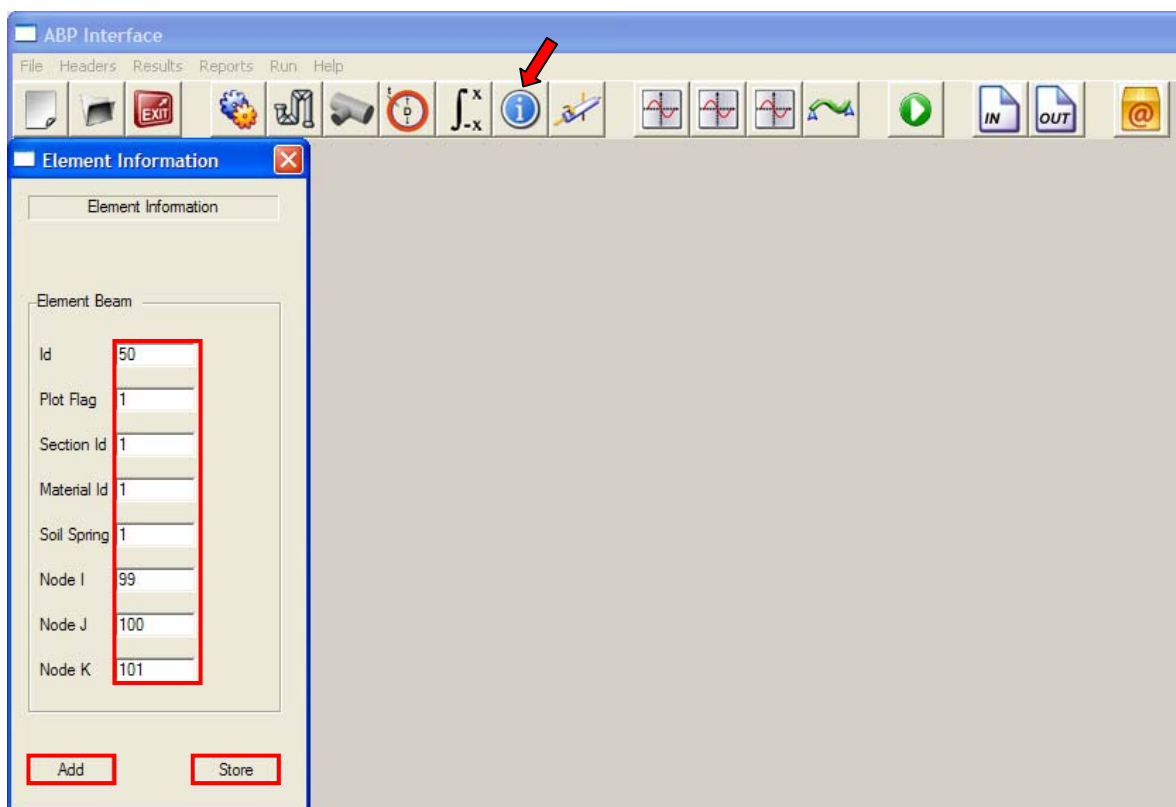 ABP Interface
File Headers Results Reports Run Help
EXIT t D ∫ x -x i IN OUT @
Element Information
Element Information
Element Beam
Id 50
Plot Flag 1
Section Id 1
Material Id 1
Soil Spring 1
Node I 99
Node J 100
Node K 101
Add Store